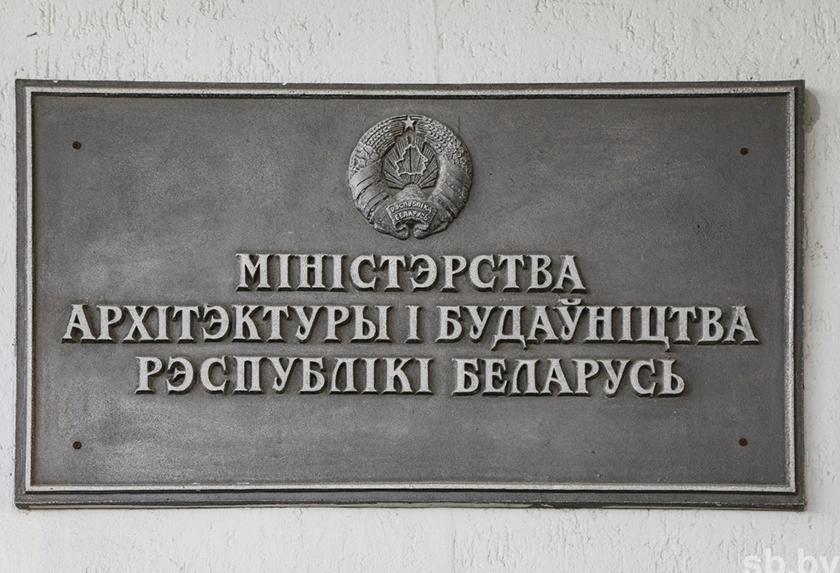 РЭСПУБЛІКА
БЕЛАРУСЬ
МІНІСТЭРСТВА
АРХІТЭКТУРЫ І БУДАЎНІЦТВА
РЭСПУБЛІКІ БЕЛАРУСЬ
sb.by